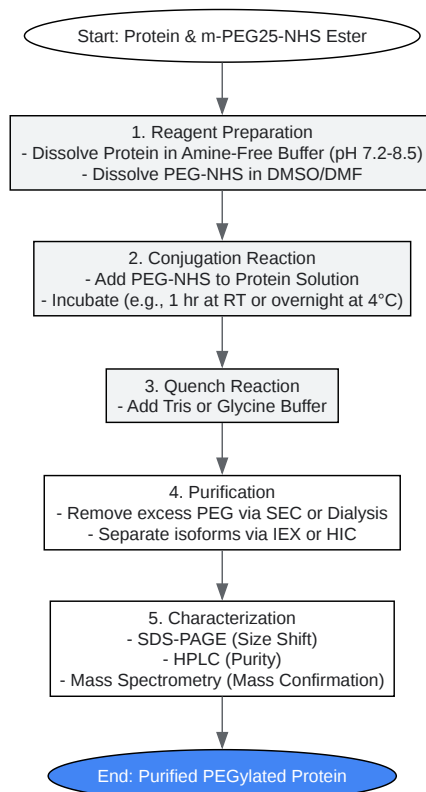 Start: Protein & m-PEG25-NHS Ester
1. Reagent Preparation
- Dissolve Protein in Amine-Free Buffer (pH 7.2-8.5)
- Dissolve PEG-NHS in DMSO/DMF
2. Conjugation Reaction
- Add PEG-NHS to Protein Solution
- Incubate (e.g., 1 hr at RT or overnight at 4°C)
3. Quench Reaction
- Add Tris or Glycine Buffer
4. Purification
- Remove excess PEG via SEC or Dialysis
- Separate isoforms via IEX or HIC
5. Characterization
- SDS-PAGE (Size Shift)
- HPLC (Purity)
- Mass Spectrometry (Mass Confirmation)
End: Purified PEGylated Protein